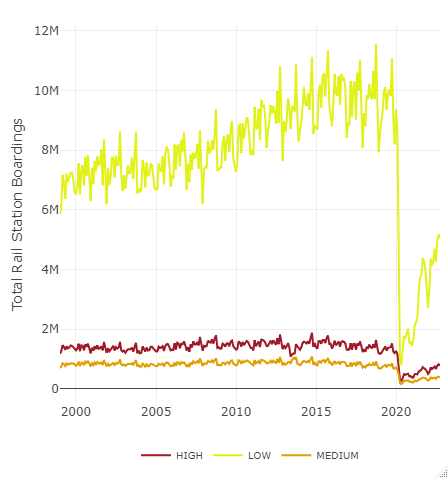 Total Rail Station Boardings
12M
10M
8M
6M
4M
2M
0
2000 2005 2010 2015 2020
HIGH LOW MEDIUM